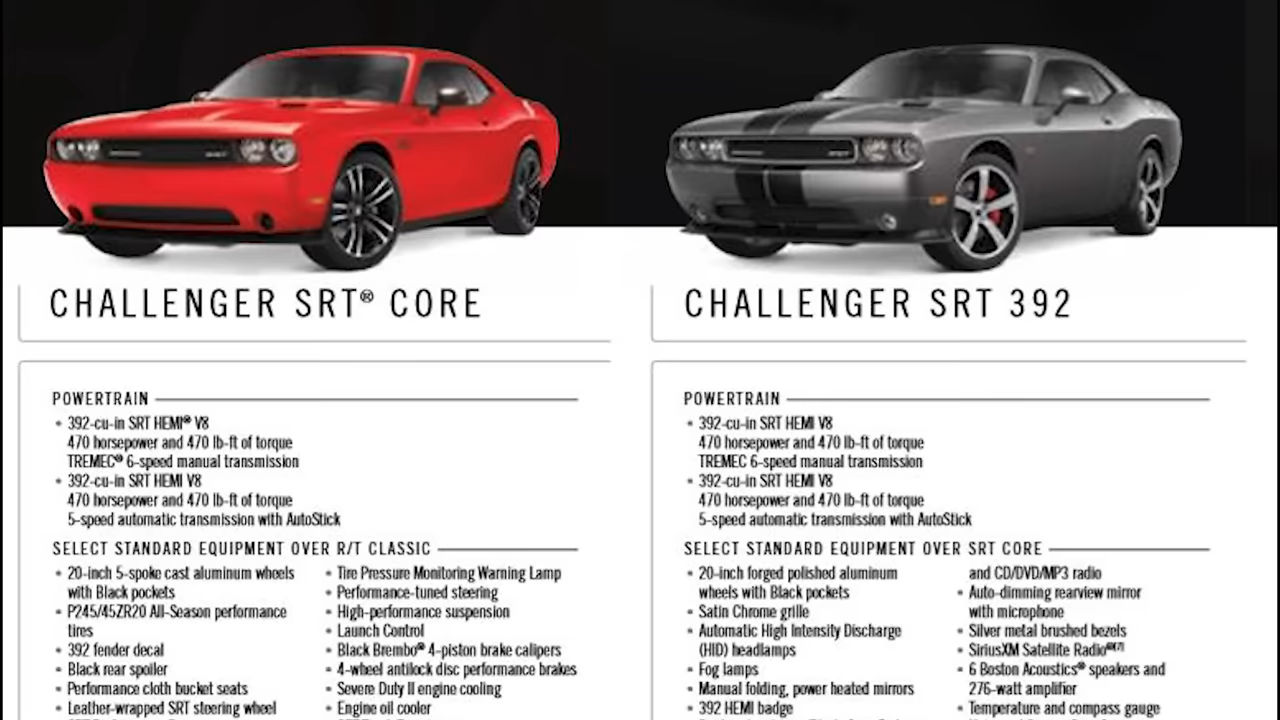 CHALLENGER SRT® CORE
POWERTRAIN
• 392-cu-in SRT HEMI® V8
470 horsepower and 470 lb-ft of torque
TREMEC® 6-speed manual transmission
• 392-cu-in SRT HEMI V8
470 horsepower and 470 lb-ft of torque
5-speed automatic transmission with AutoStick
SELECT STANDARD EQUIPMENT OVER R/T CLASSIC
• 20-inch 5-spoke cast aluminum wheels
with Black pockets
• P245/45ZR20 All-Season performance
tires
• 392 fender decal
• Black rear spoiler
• Performance cloth bucket seats
• Leather-wrapped SRT steering wheel
• Tire Pressure Monitoring Warning Lamp
• Performance-tuned steering
• High-performance suspension
• Launch Control
• Black Brembo® 4-piston brake calipers
• 4-wheel antilock disc performance brakes
• Severe Duty II engine cooling
• Engine oil cooler
CHALLENGER SRT 392
POWERTRAIN
• 392-cu-in SRT HEMI V8
470 horsepower and 470 lb-ft of torque
TREMEC 6-speed manual transmission
• 392-cu-in SRT HEMI V8
470 horsepower and 470 lb-ft of torque
5-speed automatic transmission with AutoStick
SELECT STANDARD EQUIPMENT OVER SRT CORE
• 20-inch forged polished aluminum
wheels with Black pockets
• Satin Chrome grille
• Automatic High Intensity Discharge
(HID) headlamps
• Fog lamps
• Manual folding, power heated mirrors
• 392 HEMI badge
and CD/DVD/MP3 radio
• Auto-dimming rearview mirror
with microphone
• Silver metal brushed bezels
• SiriusXM Satellite Radio®[7]
• 6 Boston Acoustics® speakers and
276-watt amplifier
• Temperature and compass gauge